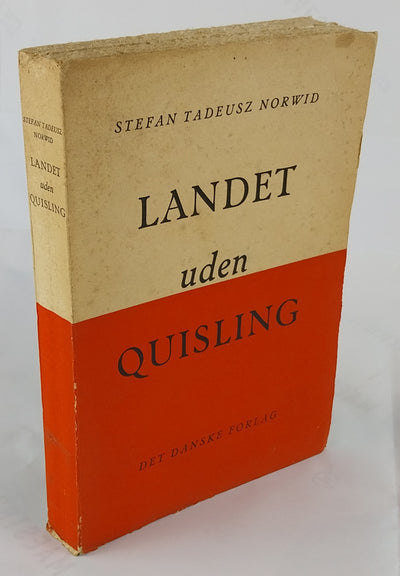 STEFAN TADEUSZ
NORWID
LANDET
uden
QUISLING
STEFAN TADEUSZ NORWID
LANDET
uden
QUISLING
DET DANSKE FORLAG